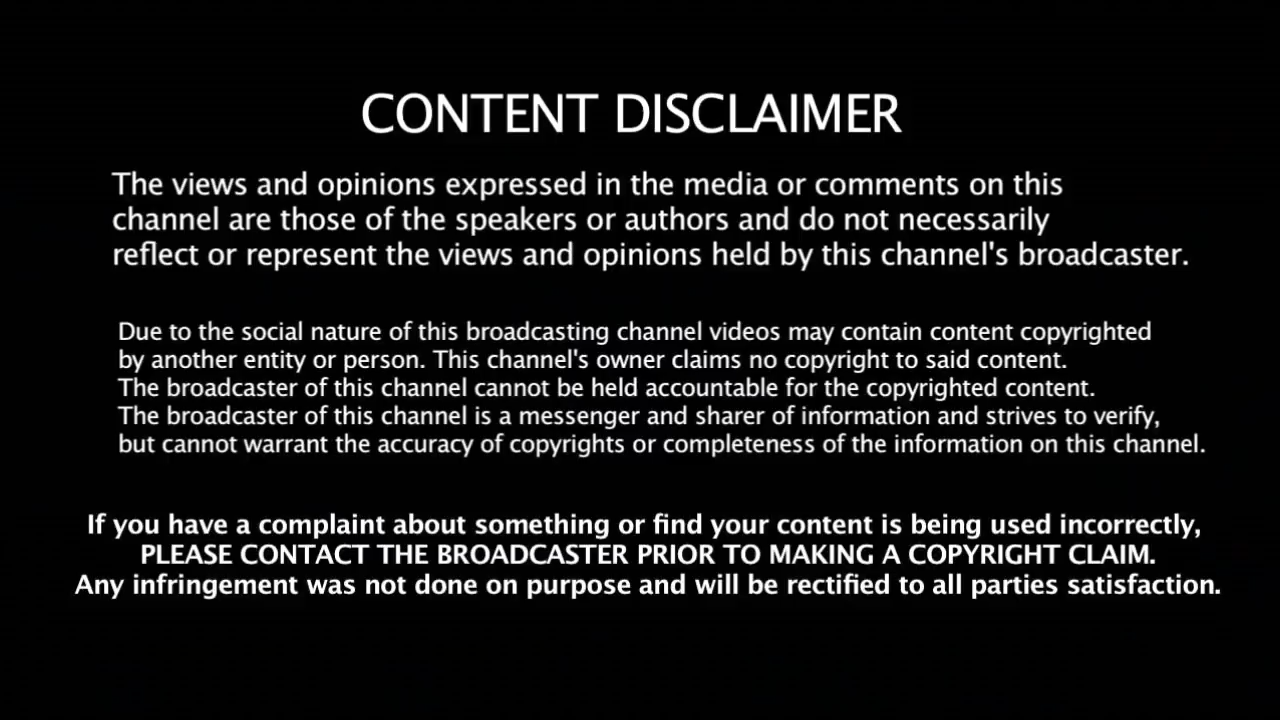 CONTENT DISCLAIMER
The views and opinions expressed in the media or comments on this
channel are those of the speakers or authors and do not necessarily
reflect or represent the views and opinions held by this channel's broadcaster.
Due to the social nature of this broadcasting channel videos may contain content copyrighted
by another entity or person. This channel's owner claims no copyright to said content.
The broadcaster of this channel cannot be held accountable for the copyrighted content.
The broadcaster of this channel is a messenger and sharer of information and strives to verify,
but cannot warrant the accuracy of copyrights or completeness of the information on this channel.
If you have a complaint about something or find your content is being used incorrectly,
PLEASE CONTACT THE BROADCASTER PRIOR TO MAKING A COPYRIGHT CLAIM.
Any infringement was not done on purpose and will be rectified to all parties satisfaction.